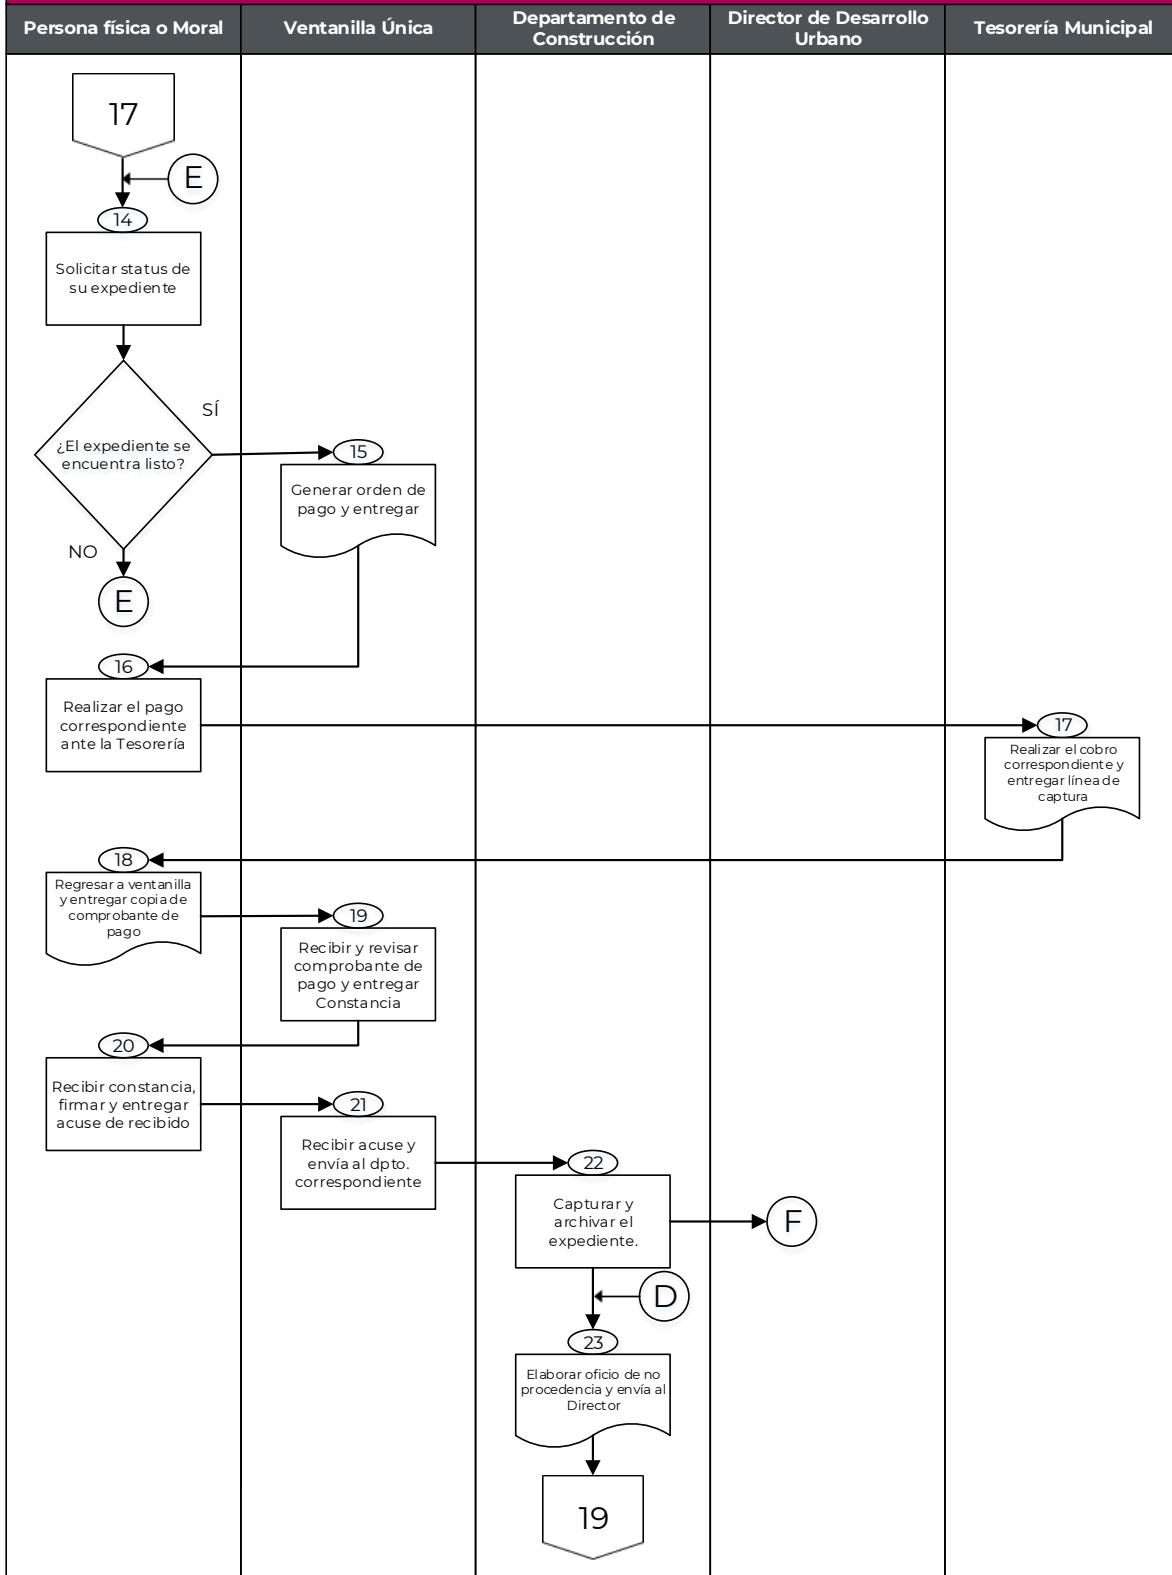 Persona física o Moral
Ventanilla Única
Departamento de
Construcción
Director de Desarrollo
Urbano
Tesorería Municipal
17
E
14
Solicitar status de
su expediente
SÍ
¿El expediente se
encuentra listo?
NO
E
15
Generar orden de
pago y entregar
16
Realizar el pago
correspondiente
ante la Tesorería
17
Realizar el cobro
correspondiente y
entregar línea de
captura
18
Regresar a ventanilla
y entregar copia de
comprobante de
pago
19
Recibir y revisar
comprobante de
pago y entregar
Constancia
20
Recibir constancia,
firmar y entregar
acuse de recibido
21
Recibir acuse y
envía al dpto.
correspondiente
22
Capturar y
archivar el
expediente.
F
D
23
Elaborar oficio de no
procedencia y envía al
Director
19